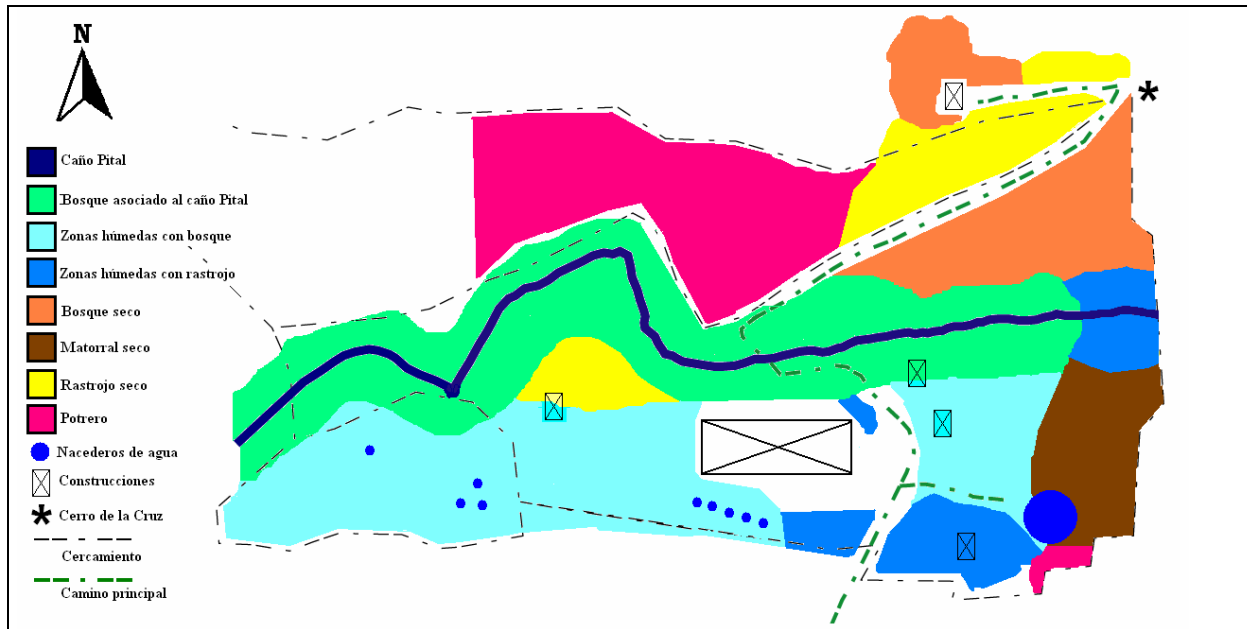 N
Caño Pital
Bosque asociado al caño Pital
Zonas húmedas con bosque
Zonas húmedas con rastrojo
Bosque seco
Matorral seco
Rastrojo seco
Potrero
Nacederos de agua
Construcciones
Cerro de la Cruz
Cercamiento
Camino principal